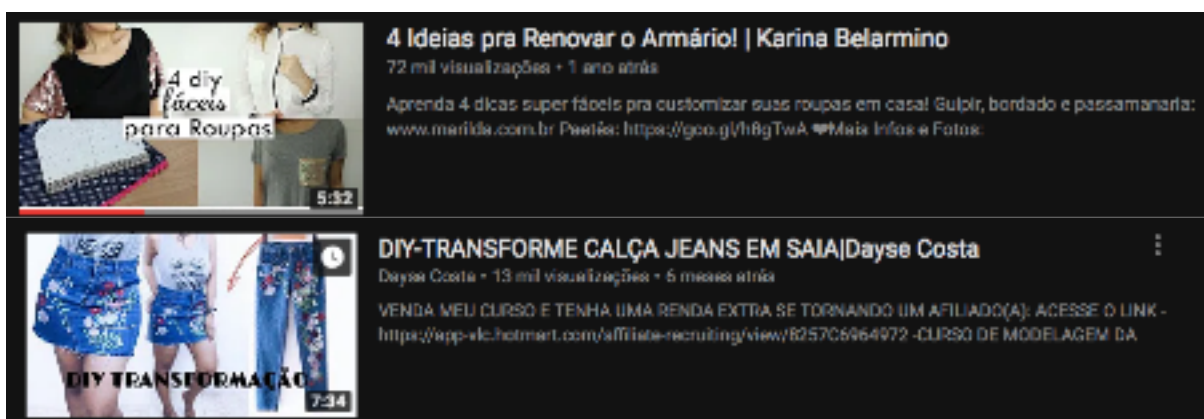 4 diy
fáceis
para Roupas
5:32
4 Ideias pra Renovar o Armário! | Karina Belarmino
72 mil visualizações • 1 ano atrás
Aprenda 4 dicas super fáceis pra customizar suas roupas em casa! Guipir, bordado e passamanaria:
www.marilda.com.br Paetês: https://goo.gl/h8gTwA ❤Mais Infos e Fotos:
DIY TRANSFORMAÇÃO
7:34
DIY-TRANSFORME CALÇA JEANS EM SAIA|Dayse Costa
Dayse Costa • 13 mil visualizações • 6 meses atrás
VENDA MEU CURSO E TENHA UMA RENDA EXTRA SE TORNANDO UM AFILIADO(A): ACESSE O LINK -
https://app-vlc.hotmart.com/affiliate-recruiting/view/8257C6964972 -CURSO DE MODELAGEM DA